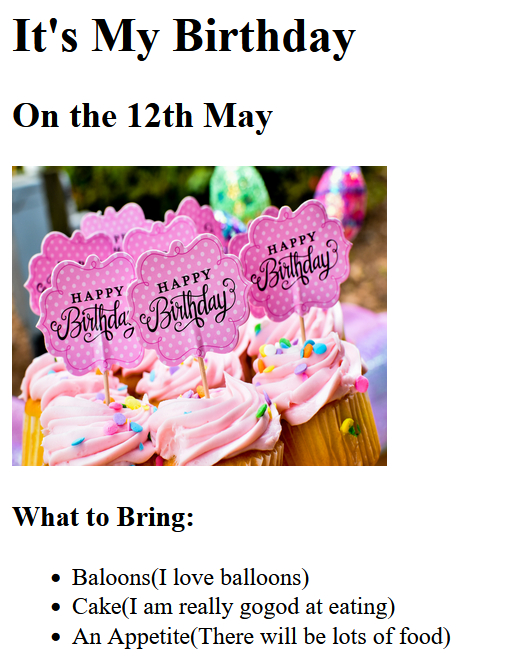 It's My Birthday
On the 12th May
HAPPY
Birthda
HAPPY
Birthday
HAPPY
Birthday
What to Bring:
Baloons(I love balloons)
Cake(I am really gogod at eating)
An Appetite(There will be lots of food)